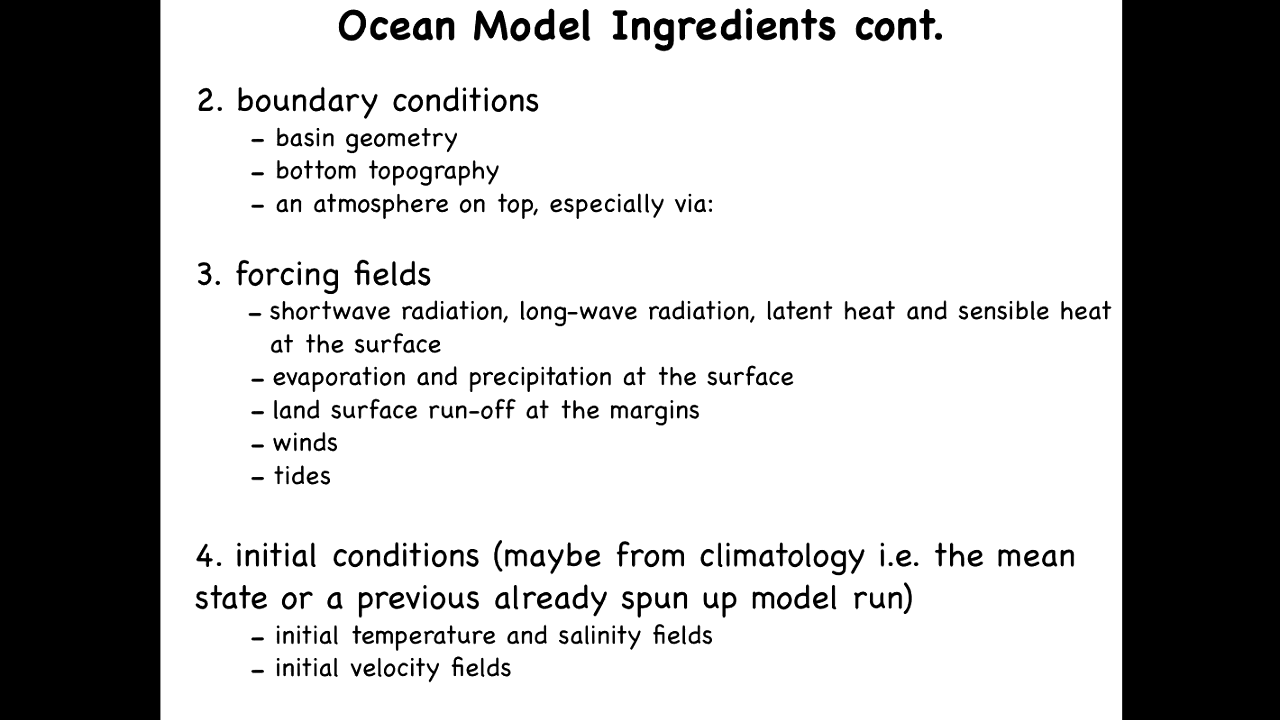 Ocean Model Ingredients cont.
2. boundary conditions
– basin geometry
– bottom topography
– an atmosphere on top, especially via:
3. forcing fields
– shortwave radiation, long-wave radiation, latent heat and sensible heat
at the surface
– evaporation and precipitation at the surface
– land surface run-off at the margins
– winds
– tides
4. initial conditions (maybe from climatology i.e. the mean
state or a previous already spun up model run)
– initial temperature and salinity fields
– initial velocity fields